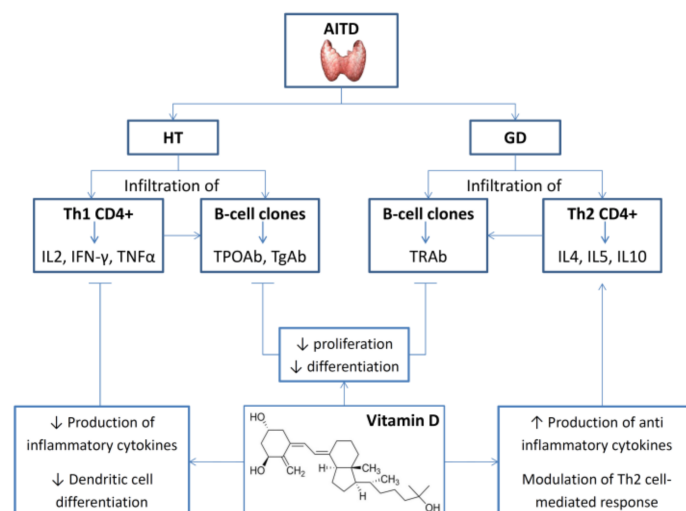 AITD
HT
GD
Infiltration of
Infiltration of
Th1 CD4+
IL2, IFN-γ, TNFα
B-cell clones
TPOAb, TgAb
B-cell clones
TRAb
Th2 CD4+
IL4, IL5, IL10
↓ proliferation
↓ differentiation
↓ Production of
inflammatory cytokines
↓ Dendritic cell
differentiation
Vitamin D
HO
HO
CH₂
H
CH₃
CH₃
H
OH
↑ Production of anti
inflammatory cytokines
Modulation of Th2 cell-
mediated response